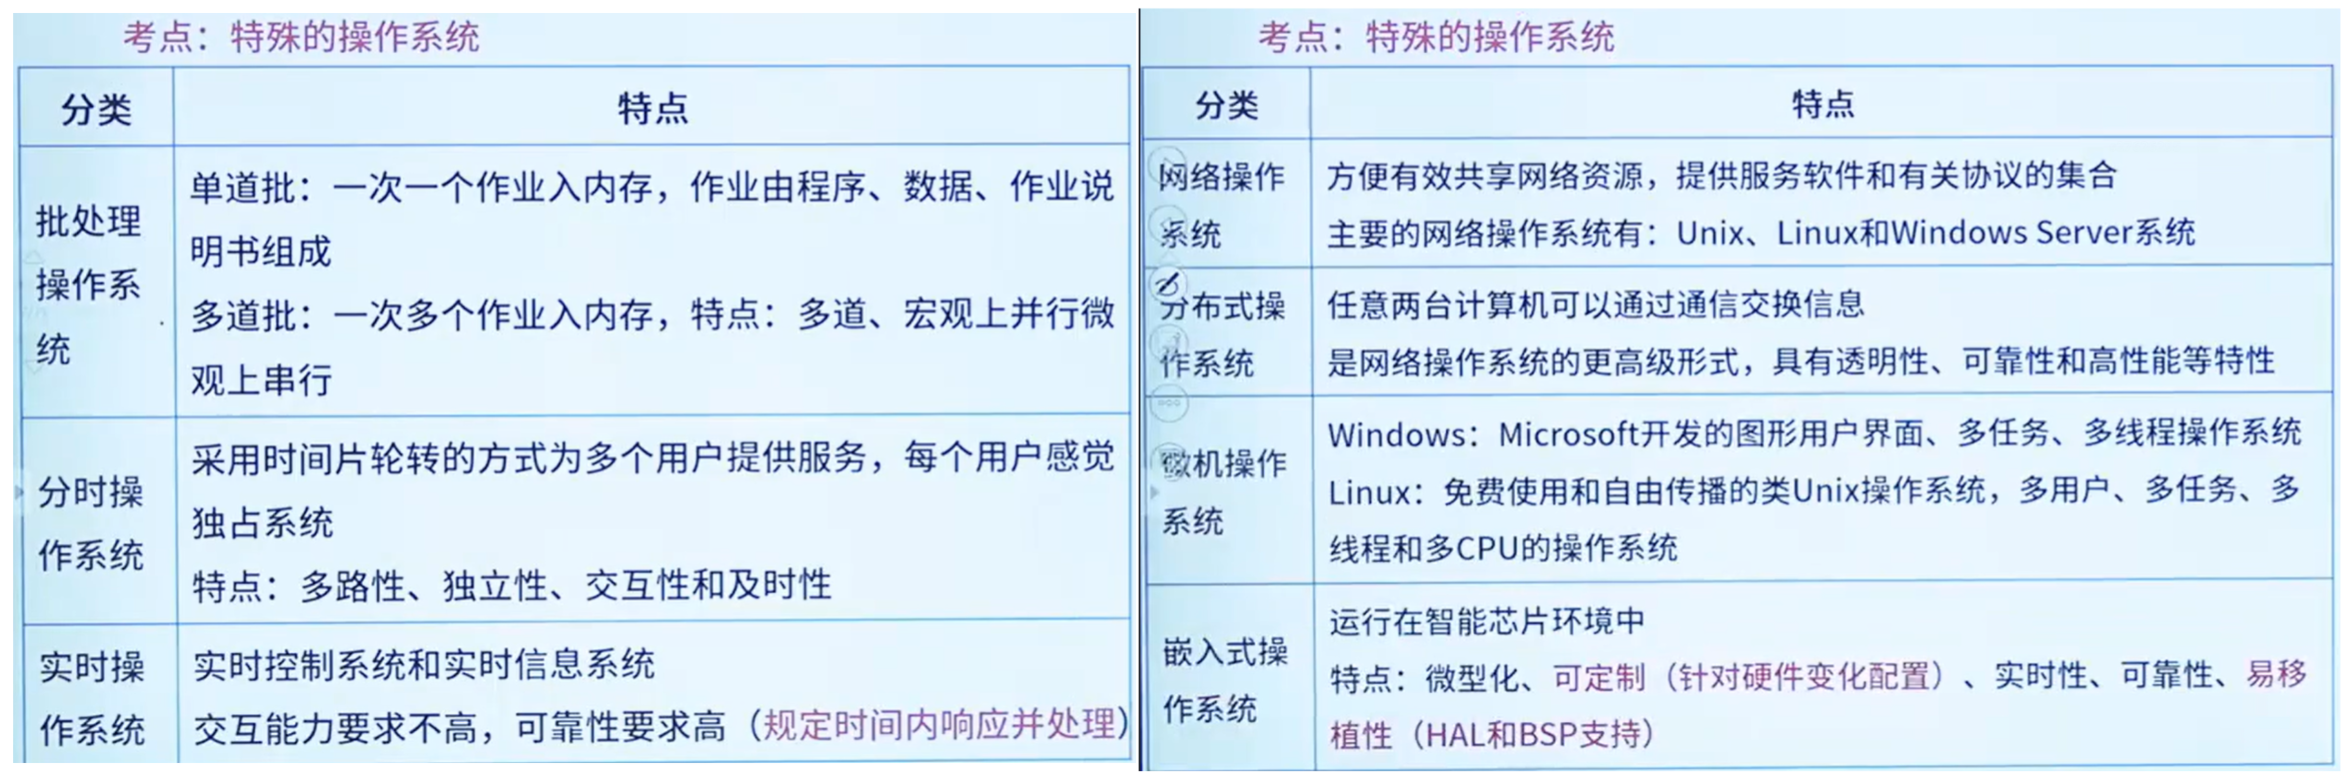 考点：特殊的操作系统
分类
特点
批处理
操作系
统
单道批：一次一个作业入内存，作业由程序、数据、作业说
明书组成
多道批：一次多个作业入内存，特点：多道、宏观上并行微
观上串行
分时操
作系统
采用时间片轮转的方式为多个用户提供服务，每个用户感觉
独占系统
特点：多路性、独立性、交互性和及时性
实时操
作系统
实时控制系统和实时信息系统
交互能力要求不高，可靠性要求高（规定时间内响应并处理）
考点：特殊的操作系统
分类
特点
网络操作
系统
方便有效共享网络资源，提供服务软件和有关协议的集合
主要的网络操作系统有：Unix、Linux和Windows Server系统
分布式操
作系统
任意两台计算机可以通过通信交换信息
是网络操作系统的更高级形式，具有透明性、可靠性和高性能等特性
微机操作
系统
Windows：Microsoft开发的图形用户界面、多任务、多线程操作系统
Linux：免费使用和自由传播的类Unix操作系统，多用户、多任务、多
线程和多CPU的操作系统
嵌入式操
作系统
运行在智能芯片环境中
特点：微型化、可定制（针对硬件变化配置）、实时性、可靠性、易移
植性（HAL和BSP支持）